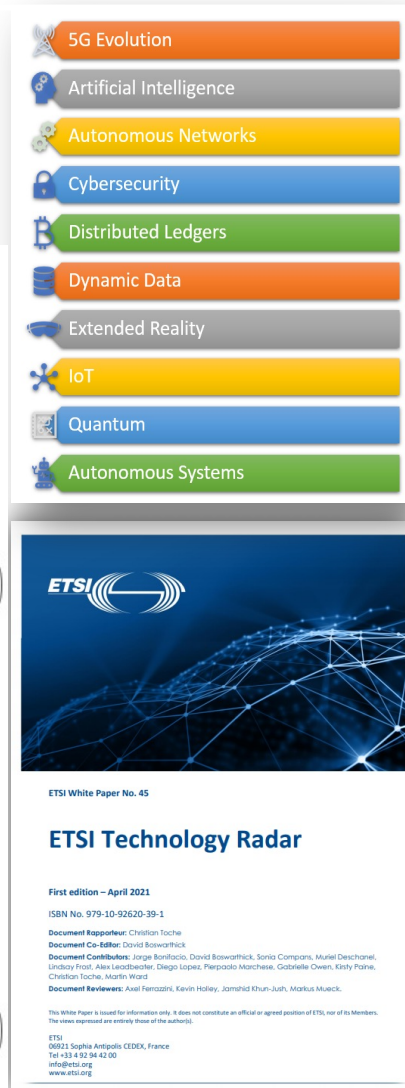 5G Evolution
Artificial Intelligence
Autonomous Networks
Cybersecurity
Distributed Ledgers
Dynamic Data
Extended Reality
IoT
Quantum
Autonomous Systems
ETSI
ETSI White Paper No. 45
ETSI Technology Radar
First edition – April 2021
ISBN No. 979-10-92620-39-1
Document Rapporteur: Christian Toche
Document Co-Editor: David Boswarthick
Document Contributors: Jorge Bonifacio, David Boswarthick, Sonia Compans, Muriel Deschanel,
Lindsay Frost, Alex Leadbeater, Diego Lopez, Pierpaolo Marchese, Gabrielle Owen, Kirsty Paine,
Christian Toche, Martin Ward
Document Reviewers: Axel Ferrazzini, Kevin Holley, Jamshid Khun-Jush, Markus Mueck.
This White Paper is issued for information only. It does not constitute an official or agreed position of ETSI, nor of its Members.
The views expressed are entirely those of the author(s).
ETSI
06921 Sophia Antipolis CEDEX, France
Tel +33 4 92 94 42 00
info@etsi.org
www.etsi.org